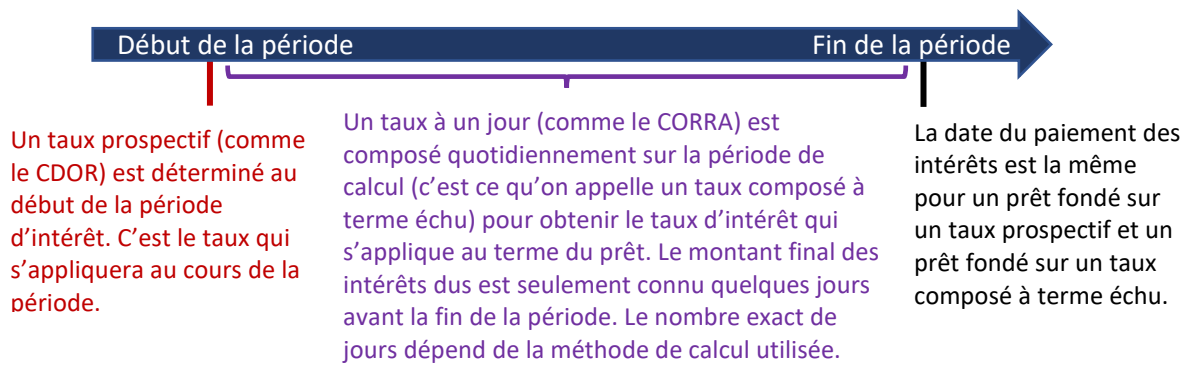 Début de la période
Fin de la période
Un taux prospectif (comme
le CDOR) est déterminé au
début de la période
d’intérêt. C’est le taux qui
s’appliquera au cours de la
période.
Un taux à un jour (comme le CORRA) est
composé quotidiennement sur la période de
calcul (c’est ce qu’on appelle un taux composé à
terme échu) pour obtenir le taux d’intérêt qui
s’applique au terme du prêt. Le montant final des
intérêts dus est seulement connu quelques jours
avant la fin de la période. Le nombre exact de
jours dépend de la méthode de calcul utilisée.
La date du paiement des
intérêts est la même
pour un prêt fondé sur
un taux prospectif et un
prêt fondé sur un taux
composé à terme échu.